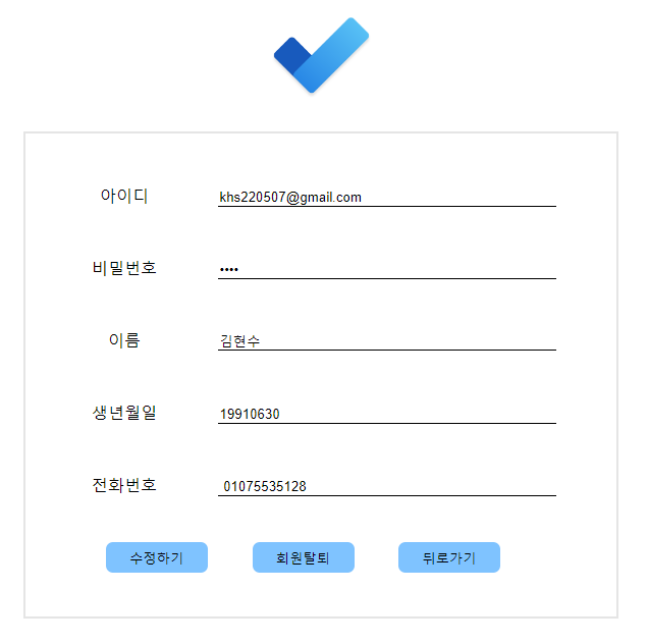 아이디 khs220507@gmail.com
비밀번호 ••••
이름 김현수
생년월일 19910630
전화번호 01075535128
수정하기 회원탈퇴 뒤로가기